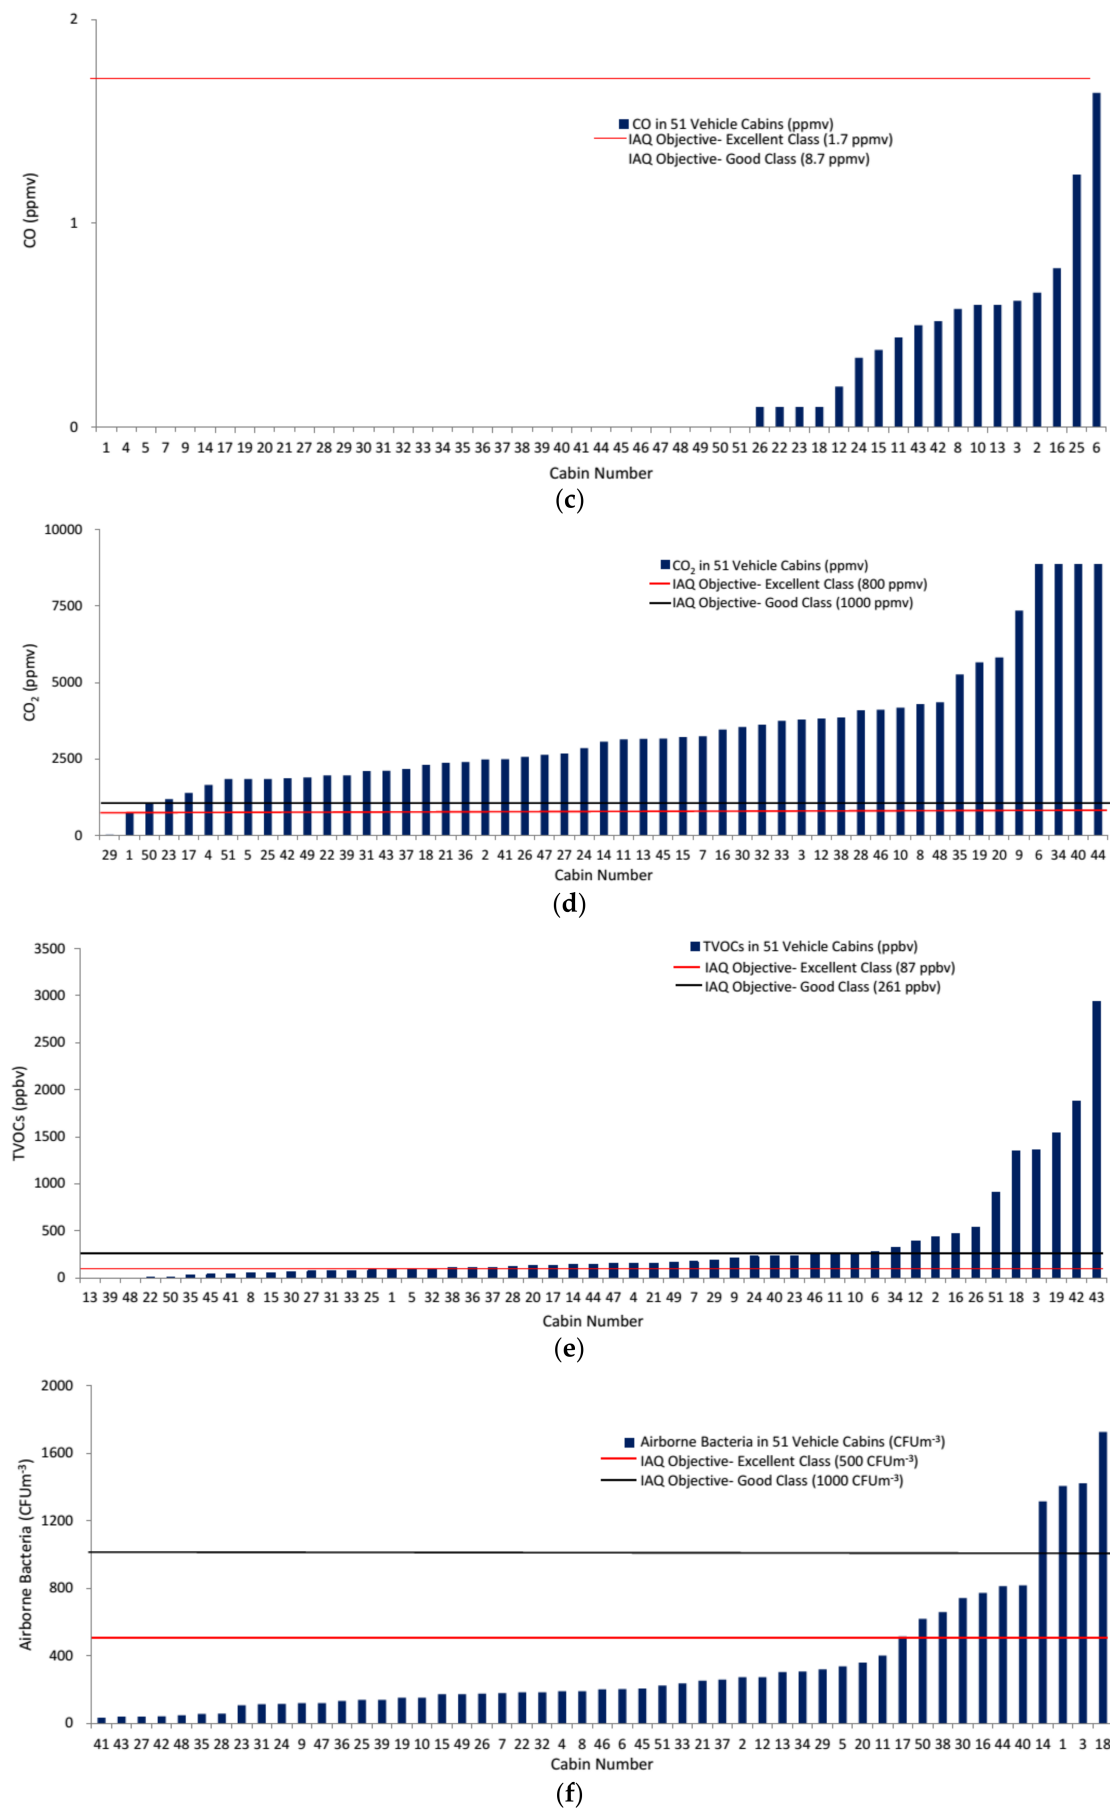 2
CO in 51 Vehicle Cabins (ppmv)
IAQ Objective- Excellent Class (1.7 ppmv)
IAQ Objective- Good Class (8.7 ppmv)
CO (ppmv)
1
0
1 4 5 7 9 14 17 19 20 21 27 28 29 30 31 32 33 34 35 36 37 38 39 40 41 44 45 46 47 48 49 50 51 26 22 23 18 12 24 15 11 43 42 8 10 13 3 2 16 25 6
Cabin Number
(c)
10000
CO2 in 51 Vehicle Cabins (ppmv)
IAQ Objective- Excellent Class (800 ppmv)
IAQ Objective- Good Class (1000 ppmv)
7500
CO2 (ppmv)
5000
2500
0
29 1 50 23 17 4 51 5 25 42 49 22 39 31 43 37 18 21 36 2 41 26 47 27 24 14 11 13 45 15 7 16 30 32 33 3 12 38 28 46 10 8 48 35 19 20 9 6 34 40 44
Cabin Number
(d)
3500
TVOCs in 51 Vehicle Cabins (ppbv)
IAQ Objective- Excellent Class (87 ppbv)
IAQ Objective- Good Class (261 ppbv)
3000
2500
2000
TVOCs (ppbv)
1500
1000
500
0
13 39 48 22 50 35 45 41 8 15 30 27 31 33 25 1 5 32 38 36 37 28 20 17 14 44 47 4 21 49 7 29 9 24 40 23 46 11 10 6 34 12 2 16 26 51 18 3 19 42 43
Cabin Number
(e)
2000
Airborne Bacteria in 51 Vehicle Cabins (CFUm-3)
IAQ Objective- Excellent Class (500 CFUm-3)
IAQ Objective- Good Class (1000 CFUm-3)
1600
1200
Airborne Bacteria (CFUm-3)
800
400
0
41 43 27 42 48 35 28 23 31 24 9 47 36 25 39 19 10 15 49 26 7 22 32 4 8 46 6 45 51 33 21 37 2 12 13 34 29 5 20 11 17 50 38 30 16 44 40 14 1 3 18
Cabin Number
(f)